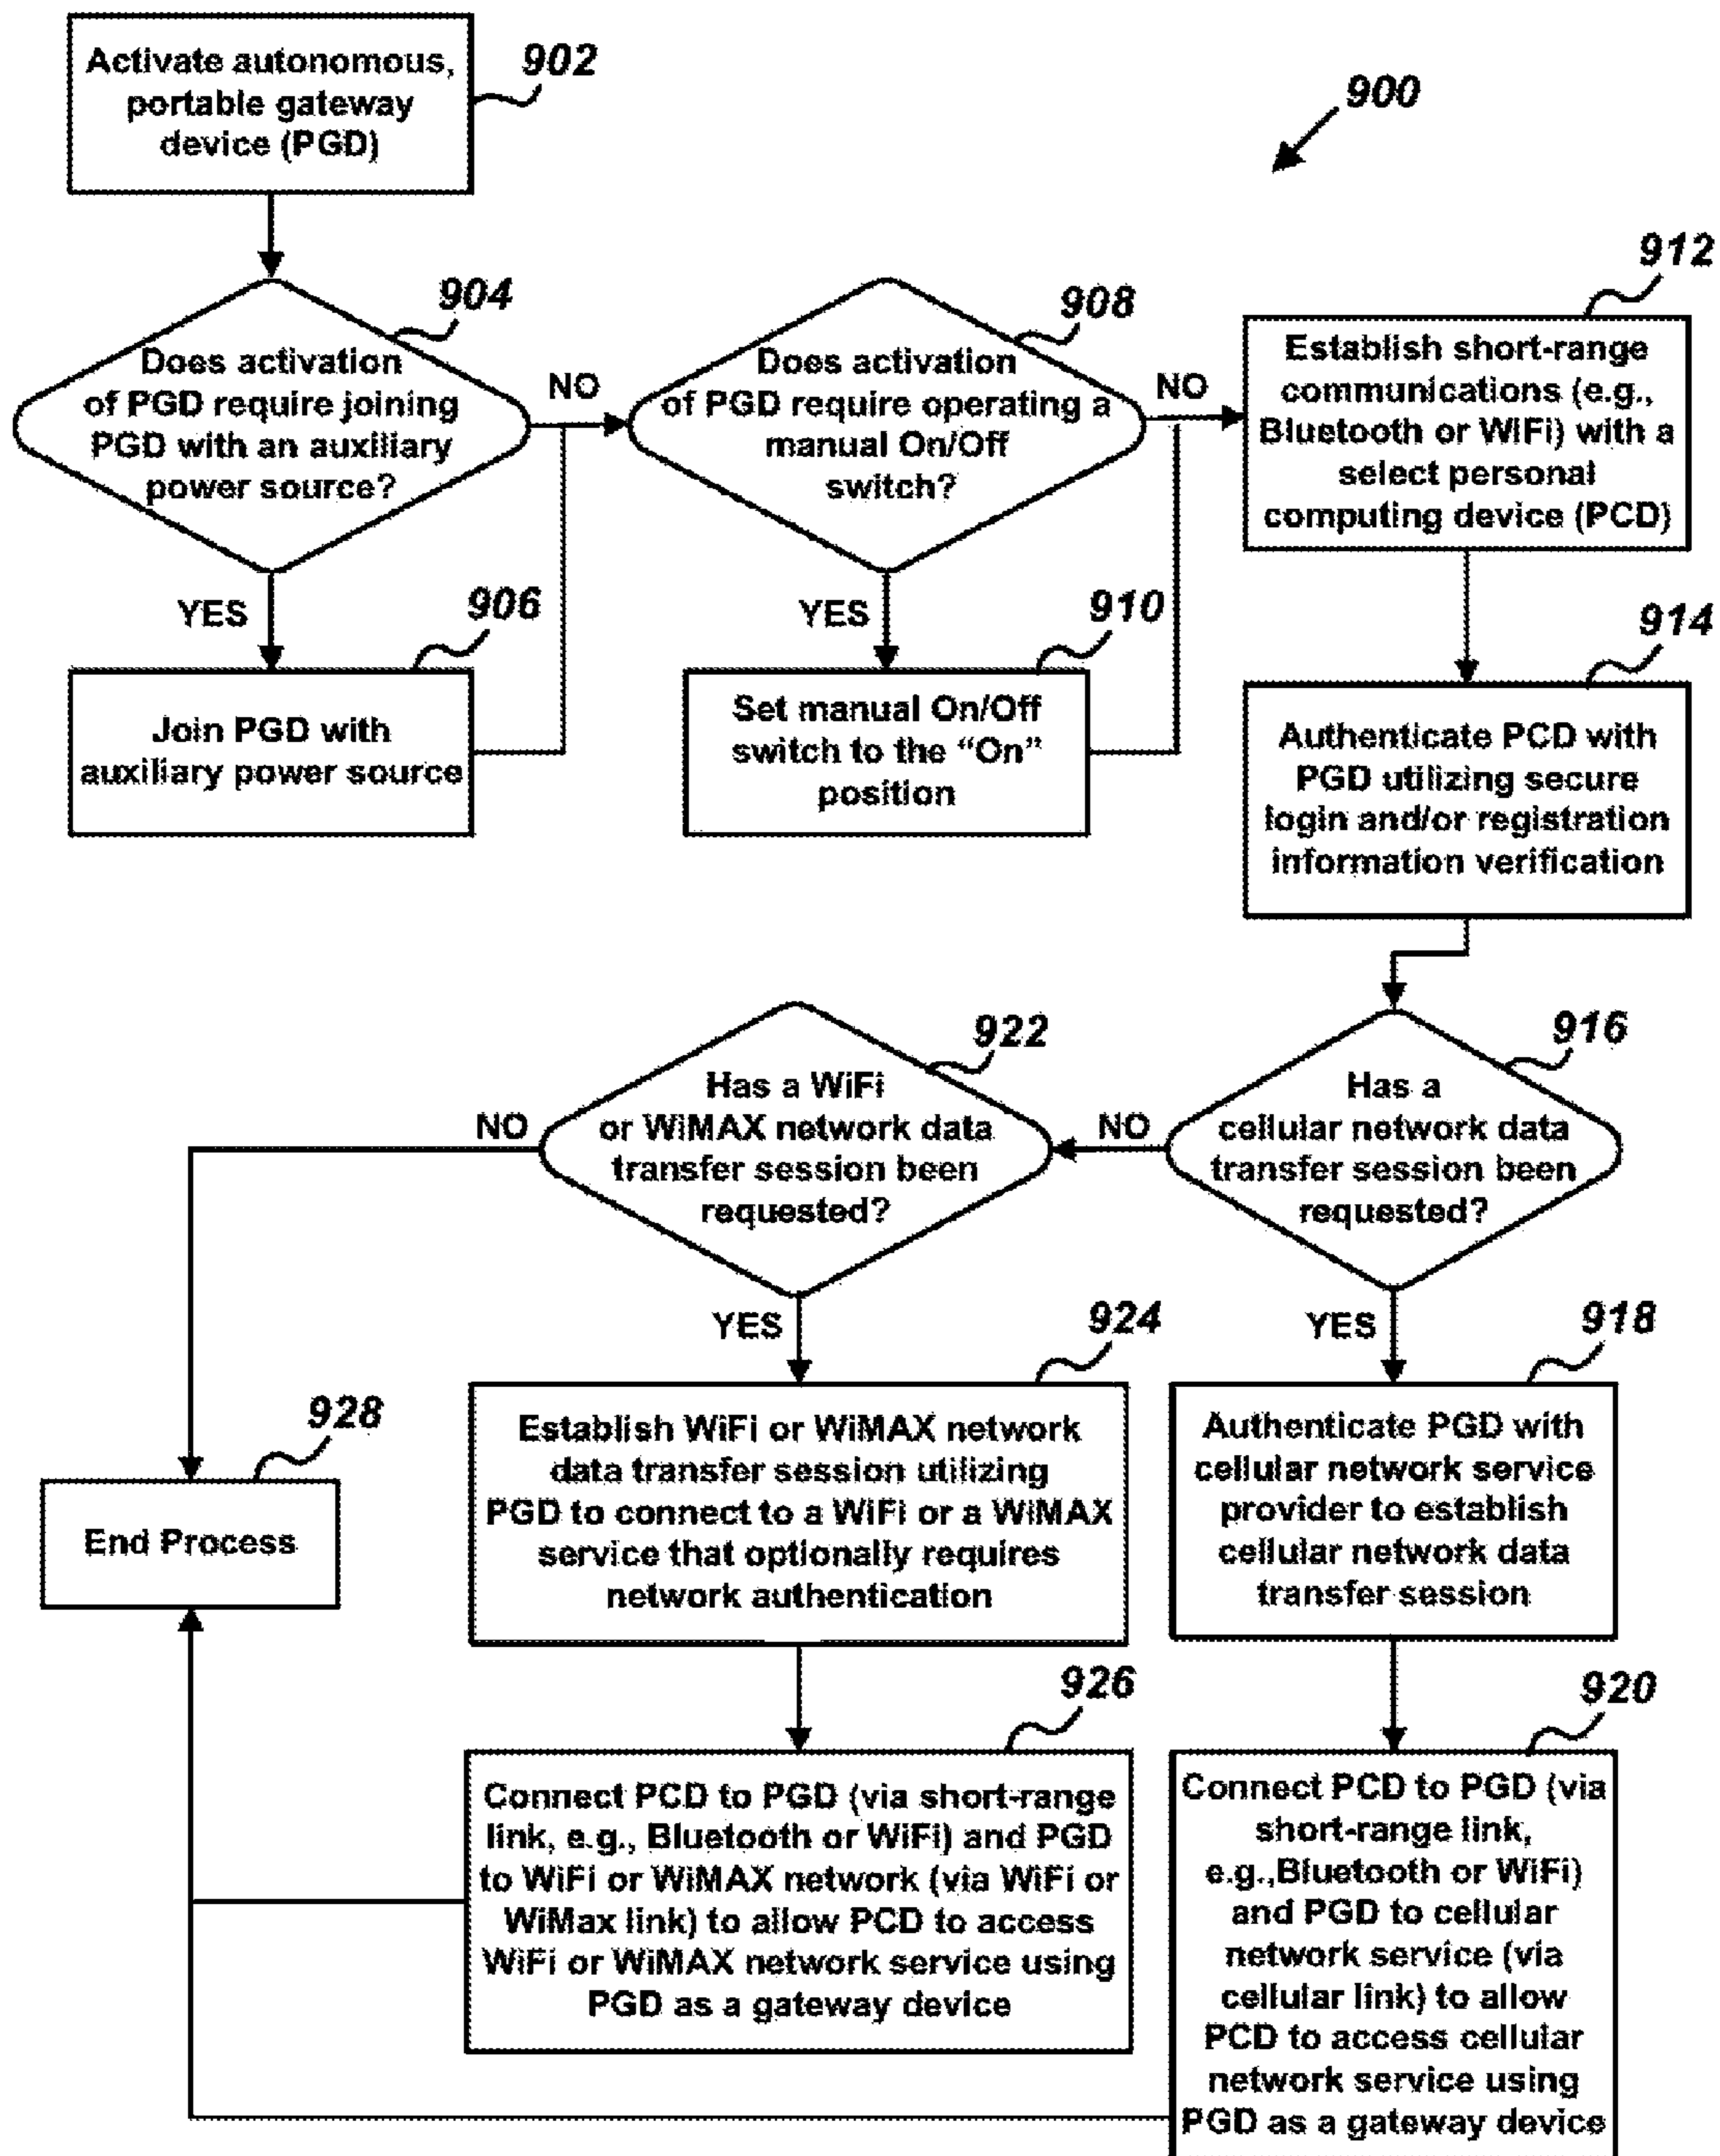 Activate autonomous,
portable gateway
device (PGD)
902
900
904
Does activation
of PGD require joining
PGD with an auxiliary
power source?
NO
YES
906
Join PGD with
auxiliary power source
908
Does activation
of PGD require operating a
manual On/Off
switch?
NO
YES
910
Set manual On/Off
switch to the “On”
position
912
Establish short-range
communications (e.g.,
Bluetooth or WiFi) with a
select personal
computing device (PCD)
914
Authenticate PCD with
PGD utilizing secure
login and/or registration
information verification
916
Has a
cellular network data
transfer session been
requested?
NO
YES
918
Authenticate PGD with
cellular network service
provider to establish
cellular network data
transfer session
920
Connect PCD to PGD (via
short-range link,
e.g.,Bluetooth or WiFi)
and PGD to cellular
network service (via
cellular link) to allow
PCD to access cellular
network service using
PGD as a gateway device
922
Has a WiFi
or WiMAX network data
transfer session been
requested?
NO
YES
924
Establish WiFi or WiMAX network
data transfer session utilizing
PGD to connect to a WiFi or a WiMAX
service that optionally requires
network authentication
926
Connect PCD to PGD (via short-range
link, e.g., Bluetooth or WiFi) and PGD
to WiFi or WiMAX network (via WiFi or
WiMax link) to allow PCD to access
WiFi or WiMAX network service using
PGD as a gateway device
928
End Process